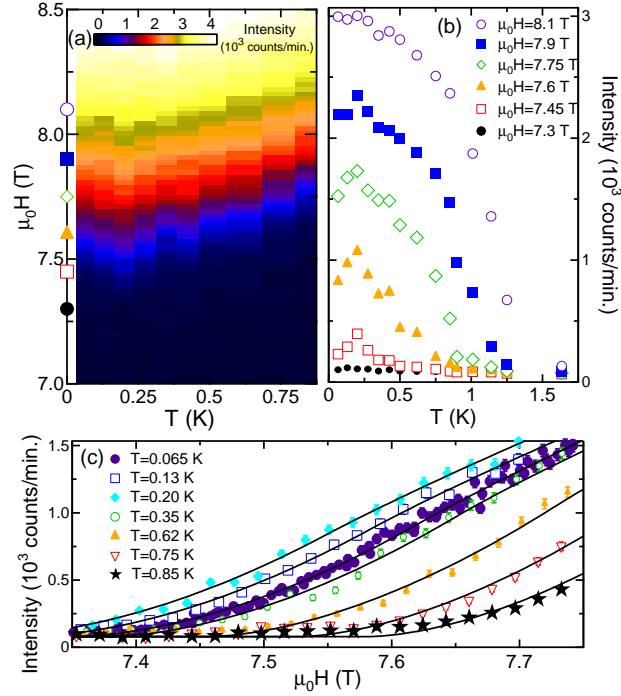 (a)
0 1 2 3 4
Intensity
(10³ counts/min.)
8.0
7.5
7.0
μ₀H (T)
0 0.25 0.5 0.75
T (K)
(b)
μ₀H=8.1 T
μ₀H=7.9 T
μ₀H=7.75 T
μ₀H=7.6 T
μ₀H=7.45 T
μ₀H=7.3 T
3
2
1
0
Intensity (10³ counts/min.)
0 0.5 1 1.5
T (K)
(c)
T=0.065 K
T=0.13 K
T=0.20 K
T=0.35 K
T=0.62 K
T=0.75 K
T=0.85 K
1.5
1
0.5
0
Intensity (10³ counts/min.)
7.4 7.5 7.6 7.7
μ₀H (T)